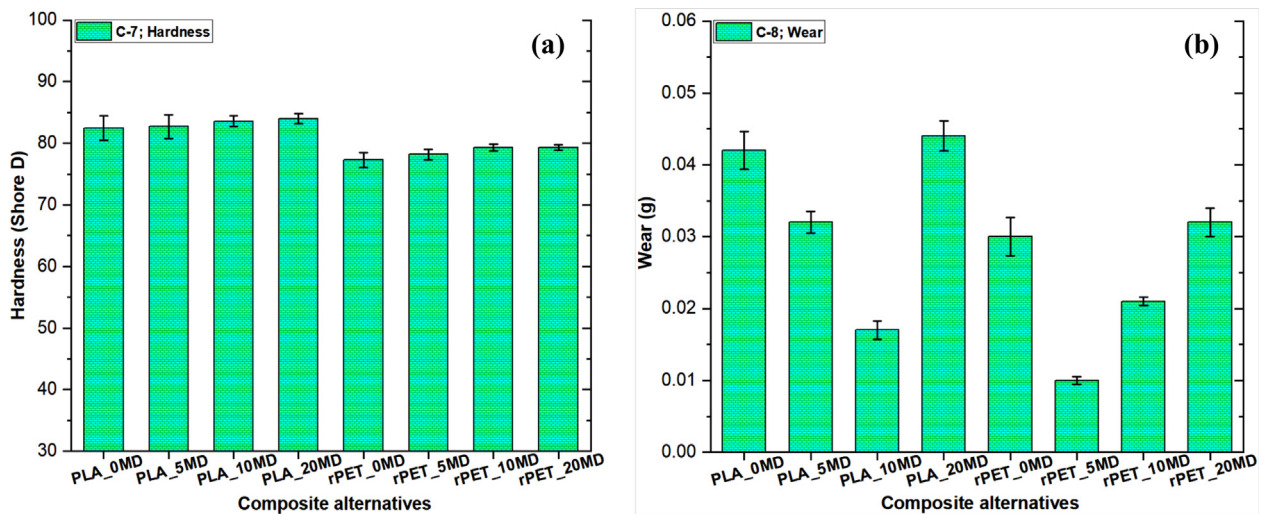 C-7; Hardness
(a)
100
90
80
70
60
50
40
30
Hardness (Shore D)
PLA_0MD
PLA_5MD
PLA_10MD
PLA_20MD
rPET_0MD
rPET_5MD
rPET_10MD
rPET_20MD
Composite alternatives
C-8; Wear
(b)
0.06
0.05
0.04
0.03
0.02
0.01
0.00
Wear (g)
PLA_0MD
PLA_5MD
PLA_10MD
PLA_20MD
rPET_0MD
rPET_5MD
rPET_10MD
rPET_20MD
Composite alternatives